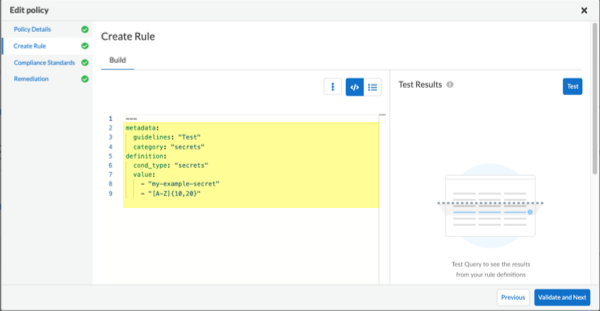 Edit policy
Policy Details
Create Rule
Compliance Standards
Remediation
Create Rule
Build
</>
1 ---
2 metadata:
3   guidelines: "Test"
4   category: "secrets"
5 definition:
6   cond_type: "secrets"
7   value:
8     - "my-example-secret"
9     - "[A-Z]{10,20}"
Test Results
Test
Test Query to see the results
from your rule definitions
Previous
Validate and Next